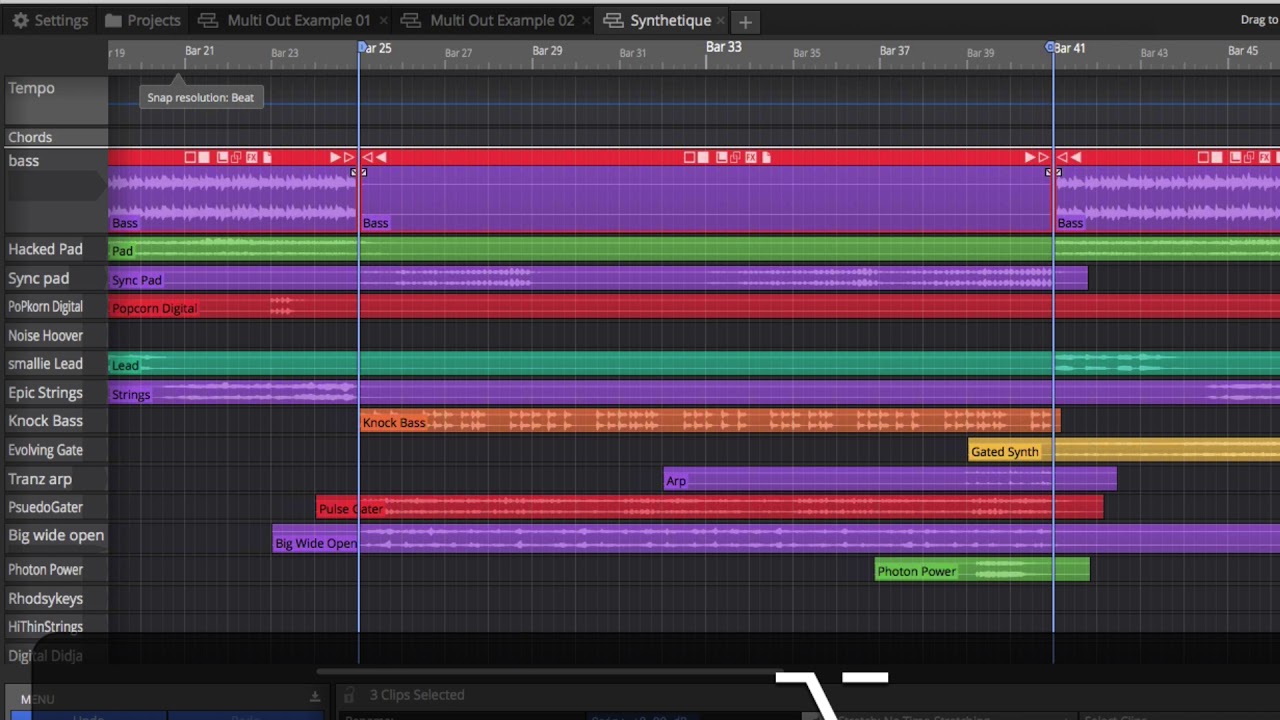 Settings Projects Multi Out Example 01 Multi Out Example 02 Synthetique Drag to
r 19 Bar 21 Bar 23 Bar 25 Bar 27 Bar 29 Bar 31 Bar 33 Bar 35 Bar 37 Bar 39 Bar 41 Bar 43 Bar 45
Tempo
Snap resolution: Beat
Chords
bass
FX FX FX
Bass Bass Bass
Hacked Pad Pad
Sync pad Sync Pad
PoPkorn Digital Popcorn Digital
Noise Hoover
smallie Lead Lead
Epic Strings Strings
Knock Bass Knock Bass
Evolving Gate Gated Synth
Tranz arp Arp
PsuedoGater Pulse Gater
Big wide open Big Wide Open
Photon Power Photon Power
Rhodsykeys
HiThinStrings
Digital Didja
MENU 3 Clips Selected